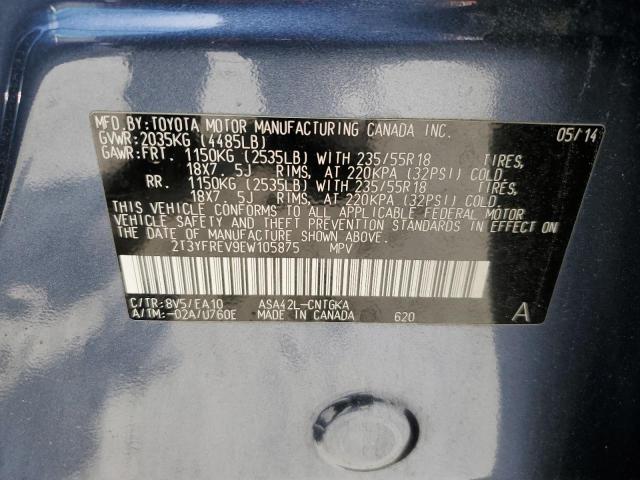 MFD.BY:TOYOTA MOTOR MANUFACTURING CANADA INC. 05/14
GVWR:2035KG (4485LB)
GAWR:FRT. 1150KG (2535LB) WITH 235/55R18 TIRES,
18X7. 5J RIMS, AT 220KPA (32PSI) COLD.
RR. 1150KG (2535LB) WITH 235/55R18 TIRES,
18X7. 5J RIMS, AT 220KPA (32PSI) COLD.
THIS VEHICLE CONFORMS TO ALL APPLICABLE FEDERAL MOTOR
VEHICLE SAFETY AND THEFT PREVENTION STANDARDS IN EFFECT ON
THE DATE OF MANUFACTURE SHOWN ABOVE.
2T3YFREV9EW105875 MPV
C/TR:8V5/EA10 ASA42L-CNTGKA
A/TM:-02A/U760E MADE IN CANADA 620 A